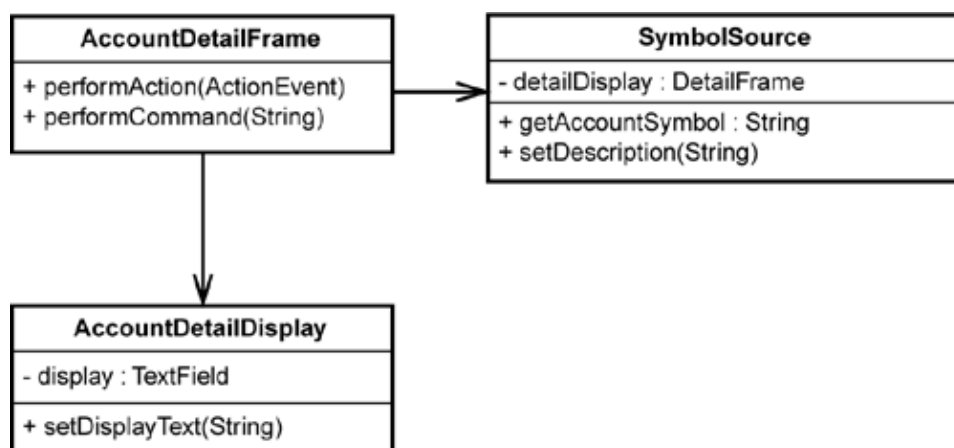 AccountDetailFrame
+ performAction(ActionEvent)
+ performCommand(String)
SymbolSource
- detailDisplay : DetailFrame
+ getAccountSymbol : String
+ setDescription(String)
AccountDetailDisplay
- display : TextField
+ setDisplayText(String)